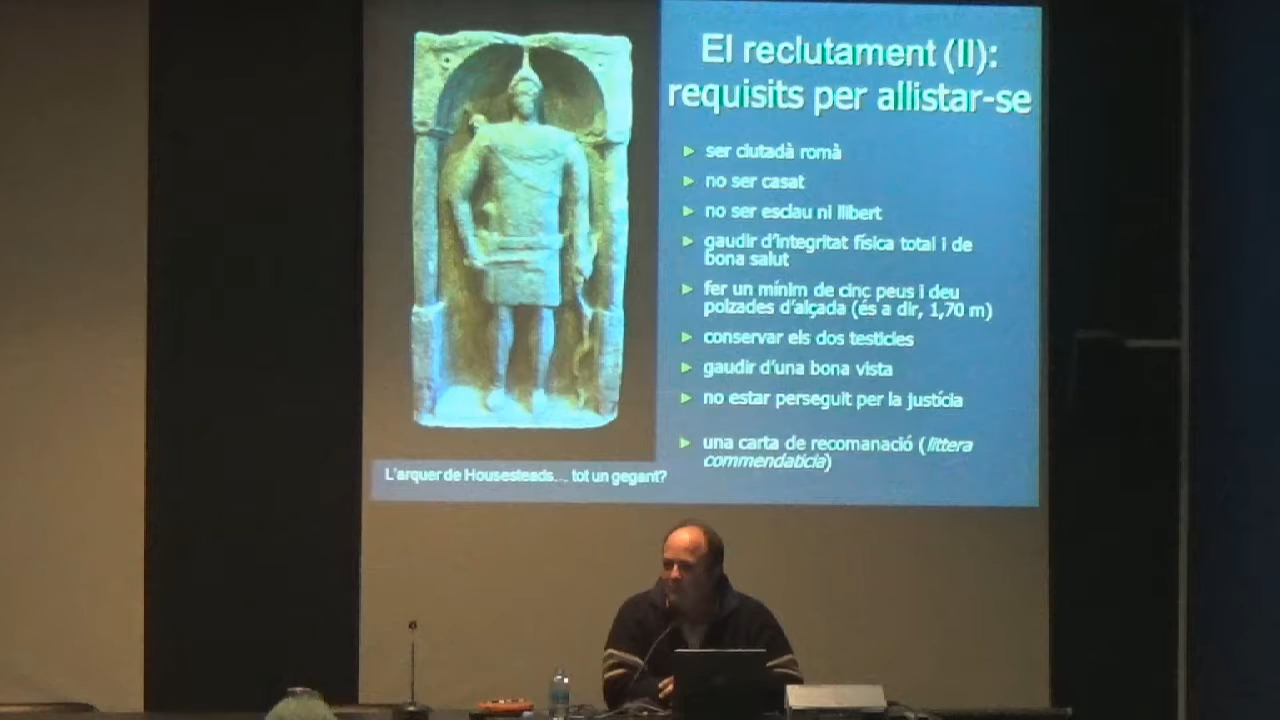 El reclutament (II):
requisits per allistar-se
ser ciutadà romà
no ser casat
no ser esclau ni llibert
gaudir d'integritat física total i de
bona salut
fer un mínim de cinc peus i deu
polzades d'alçada (és a dir, 1,70 m)
conservar els dos testicles
gaudir d'una bona vista
no estar perseguit per la justícia
una carta de recomanació (littera
commendaticia)
L'arquer de Housesteads... tot un gegant?